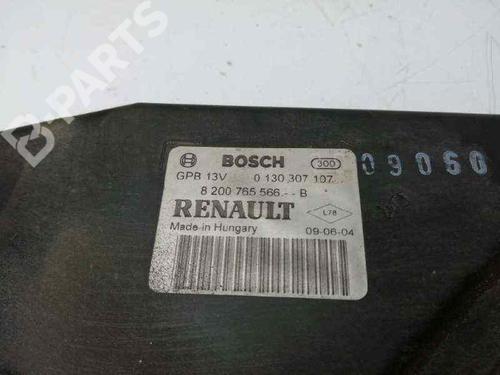 B PARTS
BOSCH 300
GPB 13V 0 130 307 107
8 200 765 566 -- B
RENAULT L78
Made in Hungary 09-06-04
09060